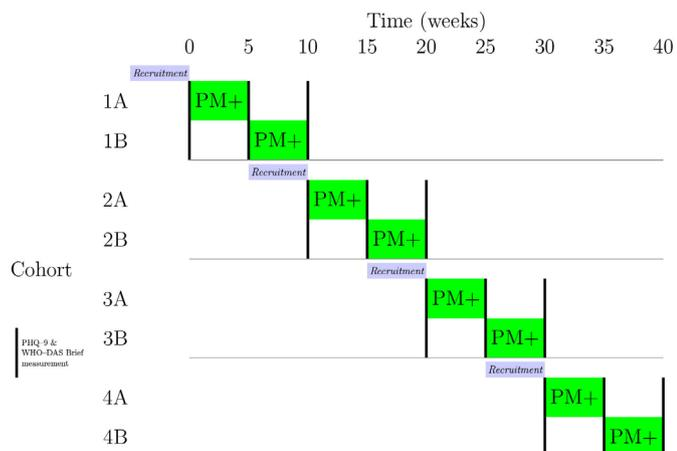 Time (weeks)
0 5 10 15 20 25 30 35 40
Recruitment
1A PM+
1B PM+
Recruitment
2A PM+
2B PM+
Cohort
Recruitment
3A PM+
3B PM+
PHQ–9 &
WHO–DAS Brief
measurement
Recruitment
4A PM+
4B PM+